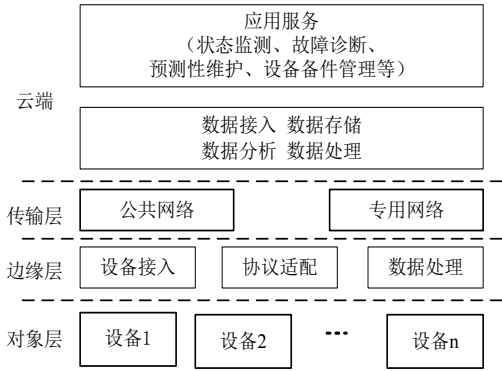 应用服务
（状态监测、故障诊断、
预测性维护、设备备件管理等）
云端
数据接入 数据存储
数据分析 数据处理
传输层
公共网络
专用网络
边缘层
设备接入
协议适配
数据处理
对象层
设备1
设备2
...
设备n